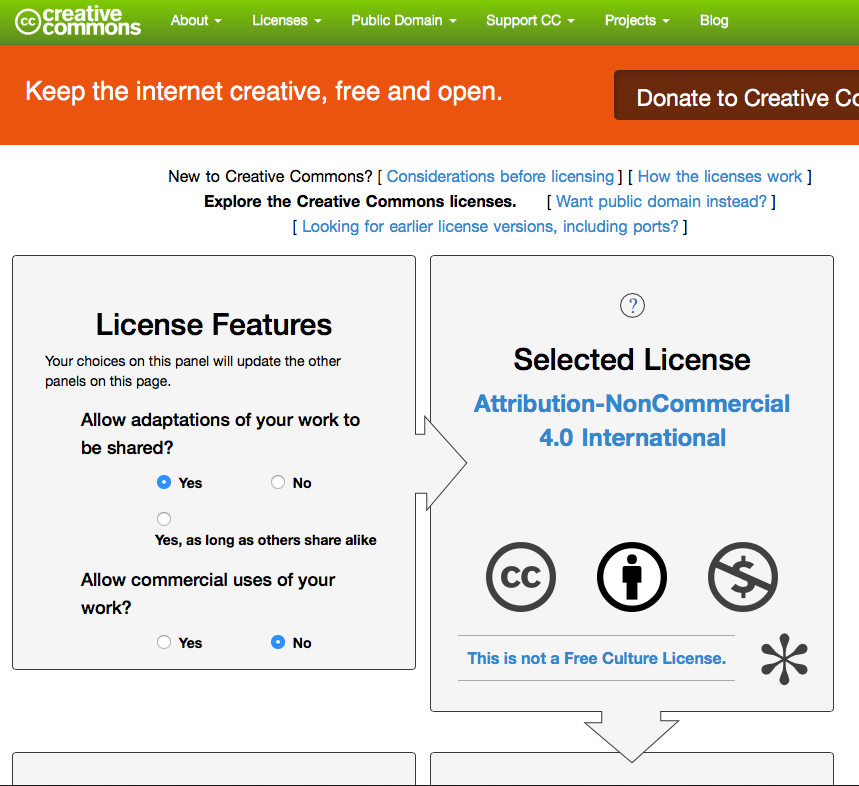 cc creative commons
About Licenses Public Domain Support CC Projects Blog
Keep the internet creative, free and open.
Donate to Creative Co
New to Creative Commons? [ Considerations before licensing ] [ How the licenses work ]
Explore the Creative Commons licenses. [ Want public domain instead? ]
[ Looking for earlier license versions, including ports? ]
License Features
Your choices on this panel will update the other
panels on this page.
Allow adaptations of your work to
be shared?
Yes No
Yes, as long as others share alike
Allow commercial uses of your
work?
Yes No
?
Selected License
Attribution-NonCommercial
4.0 International
cc $
This is not a Free Culture License.